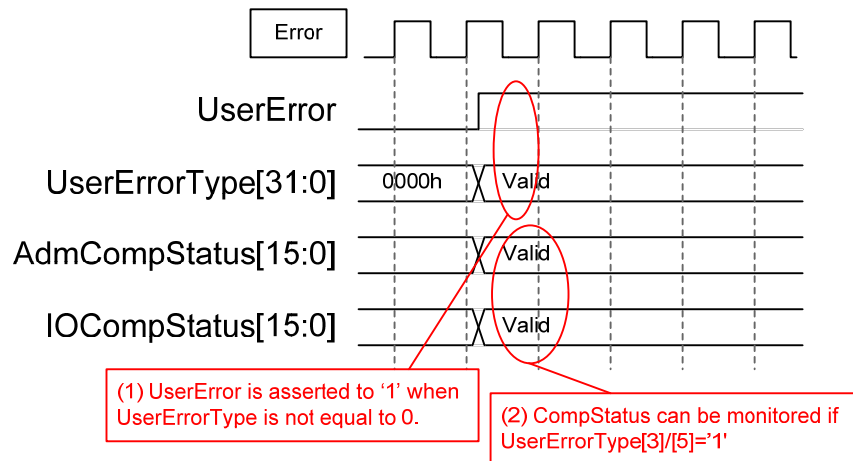 Error
UserError
UserErrorType[31:0]
0000h
Valid
AdmCompStatus[15:0]
Valid
IOCompStatus[15:0]
Valid
(1) UserError is asserted to ‘1’ when
UserErrorType is not equal to 0.
(2) CompStatus can be monitored if
UserErrorType[3]/[5]='1'